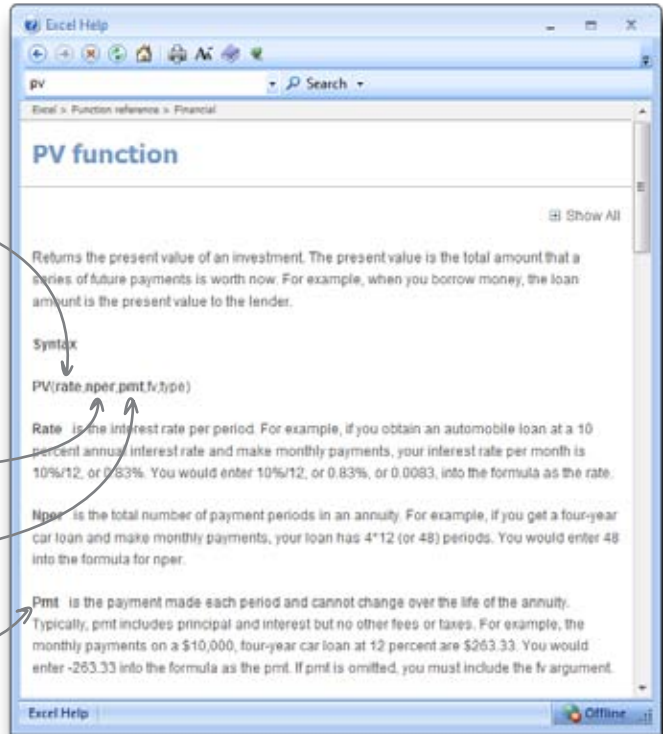 Excel Help
pv
Search
Excel > Function reference > Financial
PV function
Show All
Returns the present value of an investment. The present value is the total amount that a
series of future payments is worth now. For example, when you borrow money, the loan
amount is the present value to the lender.
Syntax
PV(rate,nper,pmt,fv,type)
Rate is the interest rate per period. For example, if you obtain an automobile loan at a 10
percent annual interest rate and make monthly payments, your interest rate per month is
10%/12, or 0.83%. You would enter 10%/12, or 0.83%, or 0.0083, into the formula as the rate.
Nper is the total number of payment periods in an annuity. For example, if you get a four-year
car loan and make monthly payments, your loan has 4*12 (or 48) periods. You would enter 48
into the formula for nper.
Pmt is the payment made each period and cannot change over the life of the annuity.
Typically, pmt includes principal and interest but no other fees or taxes. For example, the
monthly payments on a $10,000, four-year car loan at 12 percent are $263.33. You would
enter -263.33 into the formula as the pmt. If pmt is omitted, you must include the fv argument.
Excel Help
Offline